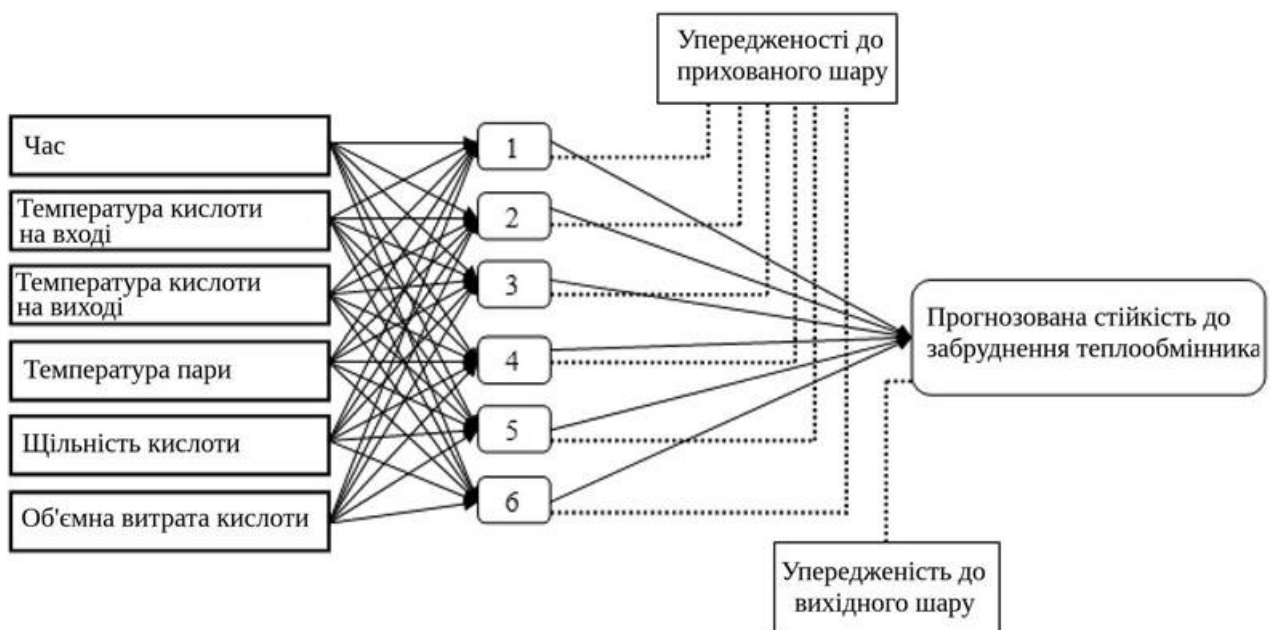 Упередженості до
прихованого шару
Час
Температура кислоти
на вході
Температура кислоти
на виході
Температура пари
Щільність кислоти
Об'ємна витрата кислоти
1
2
3
4
5
6
Прогнозована стійкість до
забруднення теплообмінника
Упередженість до
вихідного шару